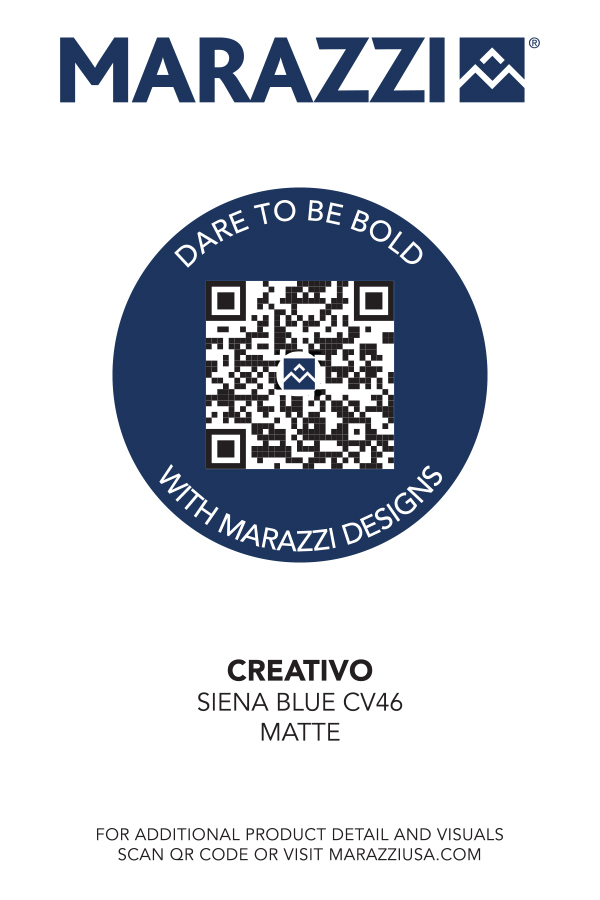 MARAZZI®
DARE TO BE BOLD
WITH MARAZZI DESIGNS
CREATIVO
SIENA BLUE CV46
MATTE
FOR ADDITIONAL PRODUCT DETAIL AND VISUALS
SCAN QR CODE OR VISIT MARAZZIUSA.COM